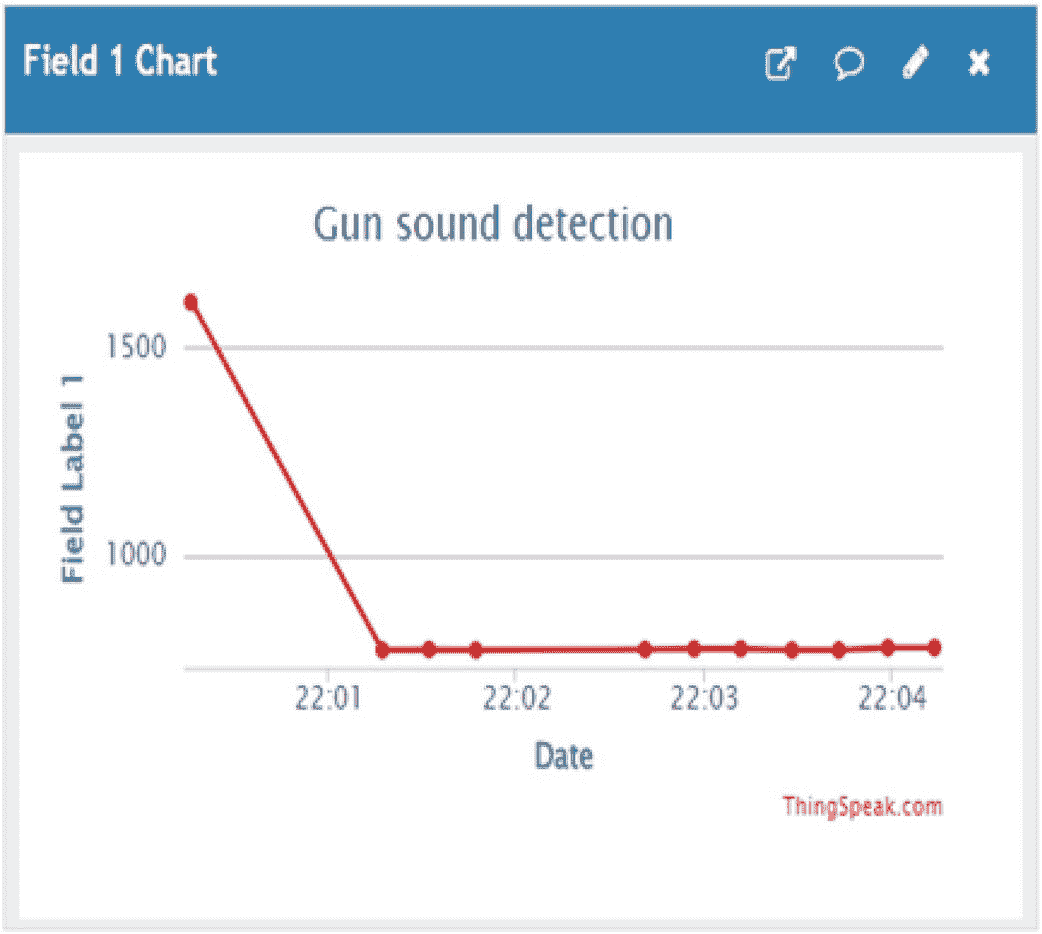 Field 1 Chart
Gun sound detection
1500
1000
Field Label 1
22:01
22:02
22:03
22:04
Date
ThingSpeak.com